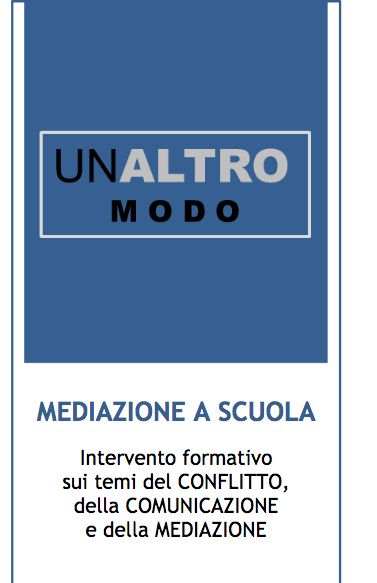 UNALTRO
MODO
MEDIAZIONE A SCUOLA
Intervento formativo
sui temi del CONFLITTO,
della COMUNICAZIONE
e della MEDIAZIONE